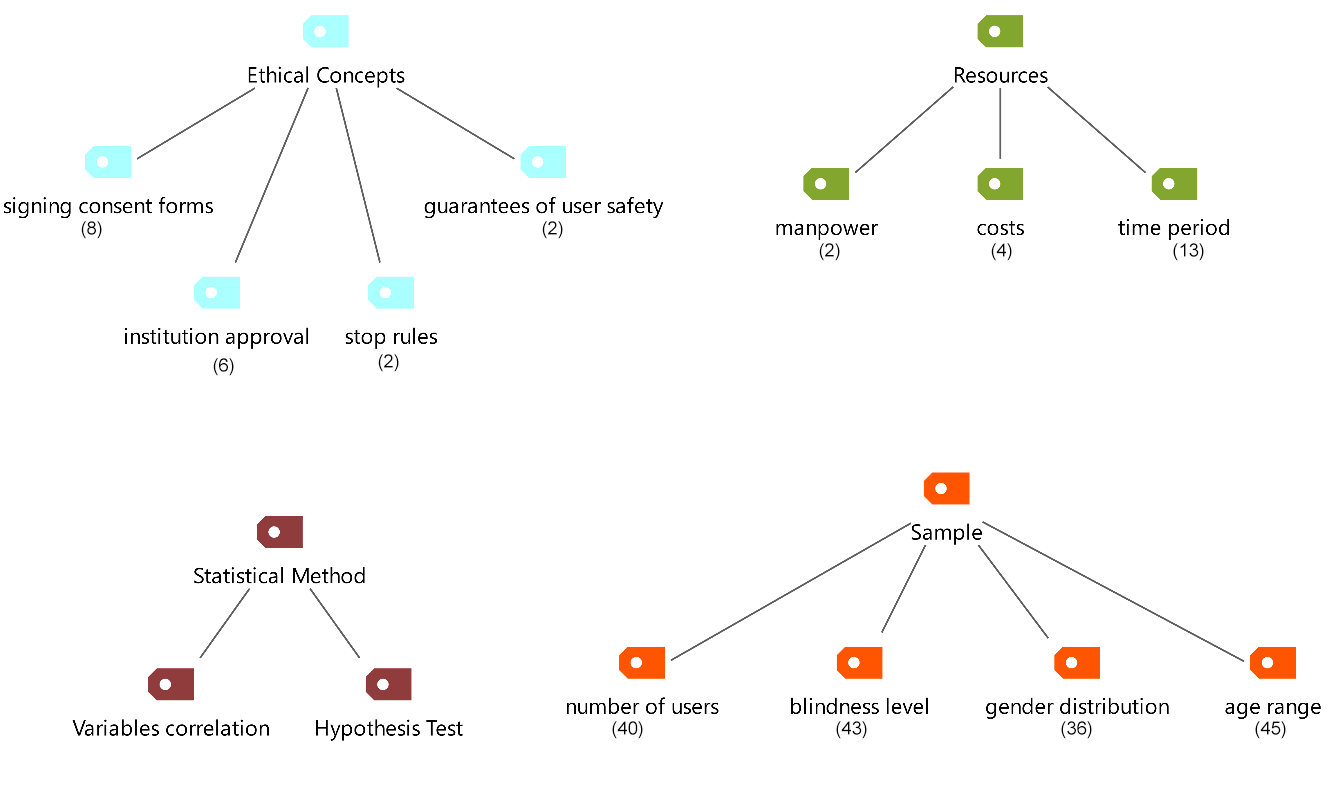 Ethical Concepts
signing consent forms
(8)
guarantees of user safety
(2)
institution approval
(6)
stop rules
(2)
Resources
manpower
(2)
costs
(4)
time period
(13)
Statistical Method
Variables correlation
Hypothesis Test
Sample
number of users
(40)
blindness level
(43)
gender distribution
(36)
age range
(45)